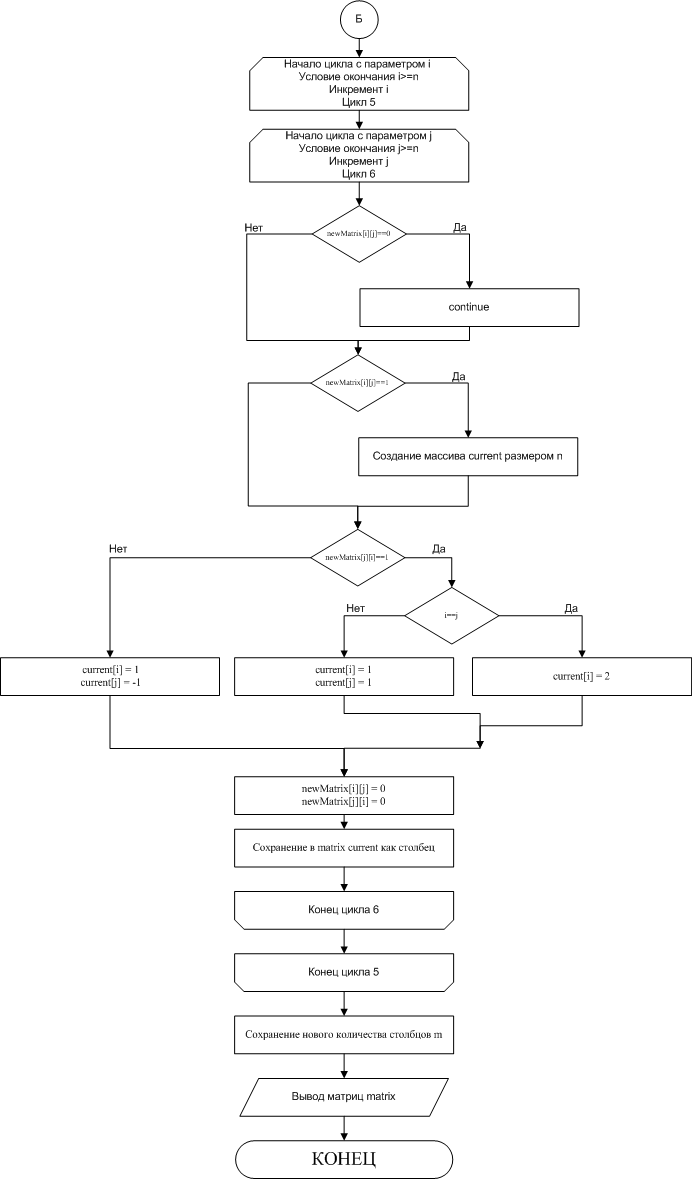 Б
Начало цикла с параметром i
Условие окончания i>=n
Инкремент i
Цикл 5
Начало цикла с параметром j
Условие окончания j>=n
Инкремент j
Цикл 6
Нет
newMatrix[i][j]==0
Да
continue
newMatrix[i][j]==1
Да
Создание массива current размером n
Нет
newMatrix[j][i]==1
Да
Нет
i==j
Да
current[i] = 1
current[j] = -1
current[i] = 1
current[j] = 1
current[i] = 2
newMatrix[i][j] = 0
newMatrix[j][i] = 0
Сохранение в matrix current как столбец
Конец цикла 6
Конец цикла 5
Сохранение нового количества столбцов m
Вывод матриц matrix
КОНЕЦ